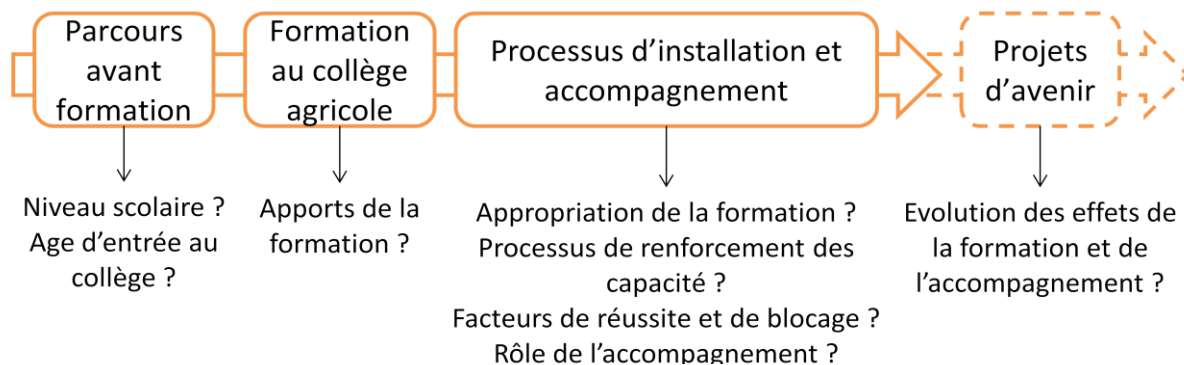 Parcours
avant
formation
Formation
au collège
agricole
Processus d’installation et
accompagnement
Projets
d’avenir
Niveau scolaire ?
Age d’entrée au
collège ?
Apports de la
formation ?
Appropriation de la formation ?
Processus de renforcement des
capacité ?
Facteurs de réussite et de blocage ?
Rôle de l’accompagnement ?
Evolution des effets de
la formation et de
l’accompagnement ?